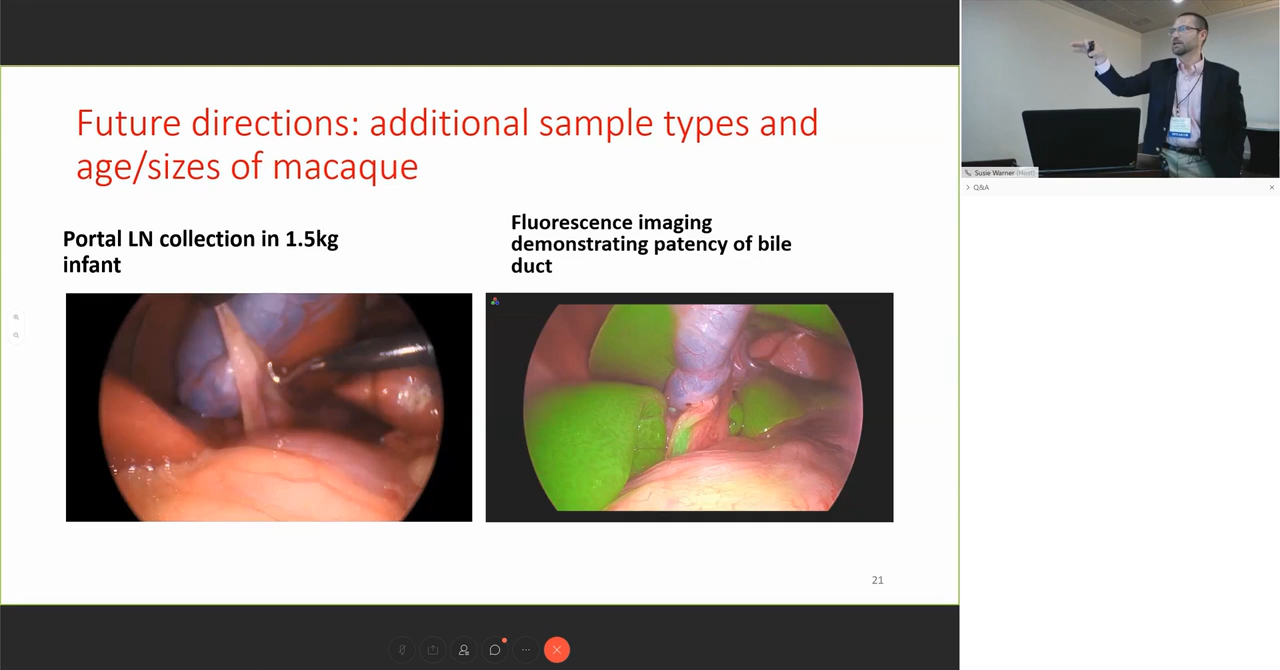 Future directions: additional sample types and
age/sizes of macaque
Portal LN collection in 1.5kg
infant
Fluorescence imaging
demonstrating patency of bile
duct
21
Susie Warner (Host)
Q&A